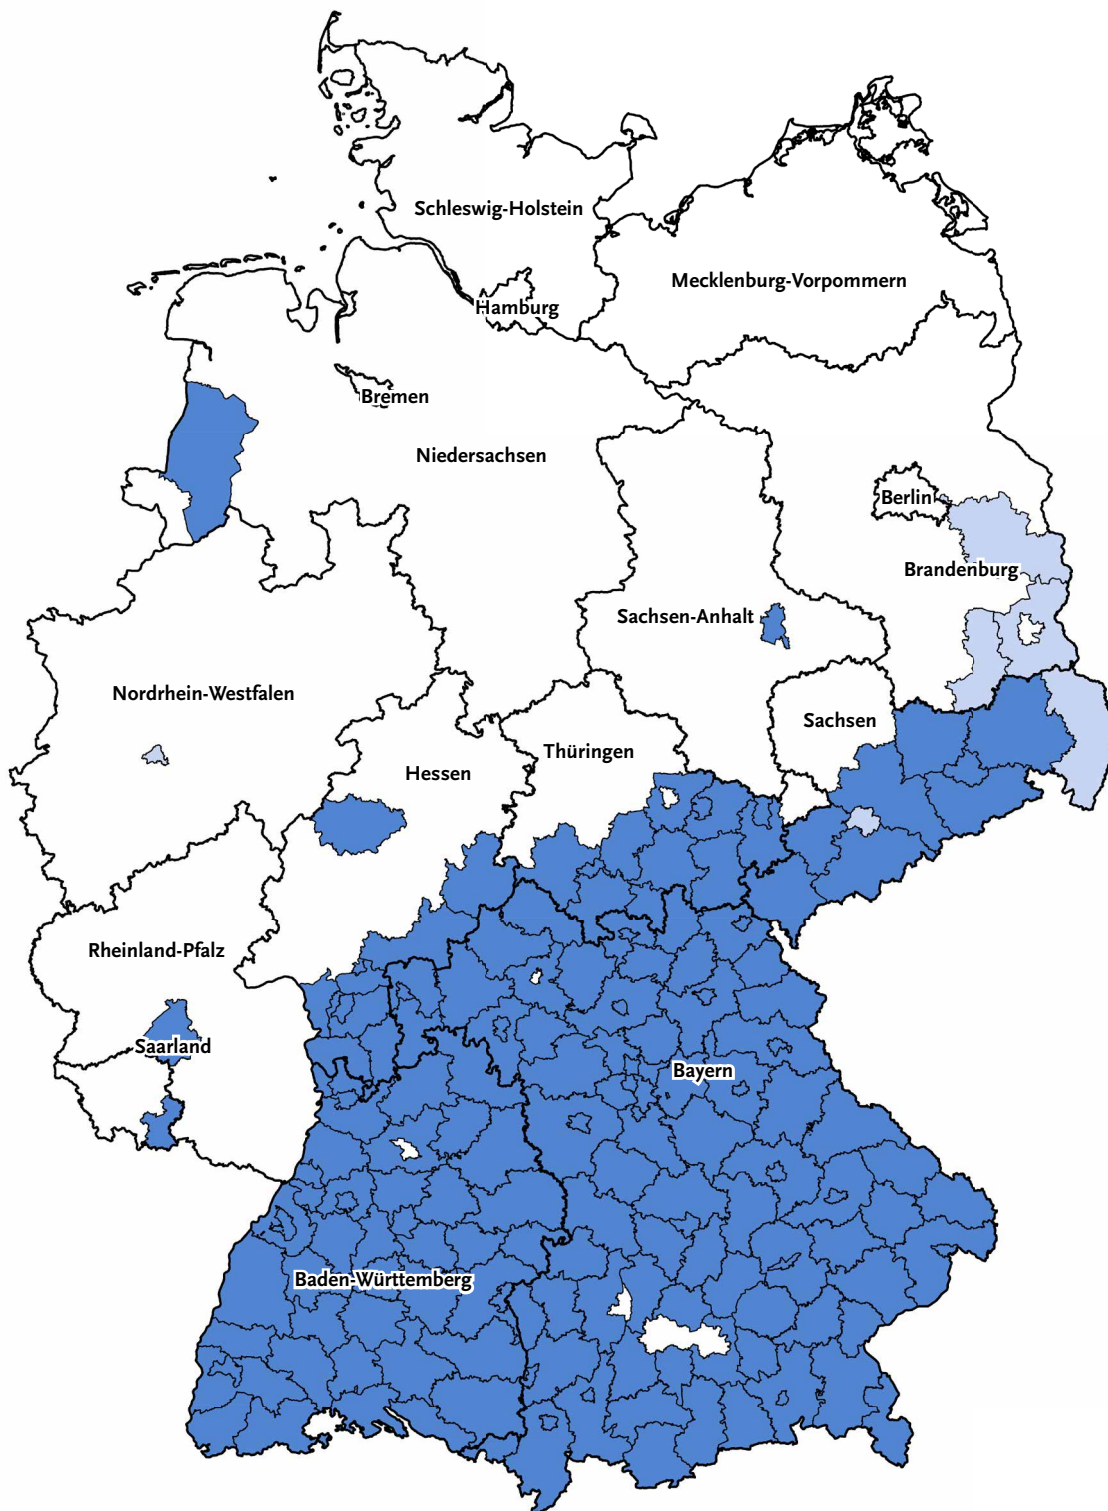 Schleswig-Holstein
Mecklenburg-Vorpommern
Hamburg
Bremen
Niedersachsen
Berlin
Brandenburg
Sachsen-Anhalt
Nordrhein-Westfalen
Sachsen
Thüringen
Hessen
Rheinland-Pfalz
Saarland
Bayern
Baden-Württemberg